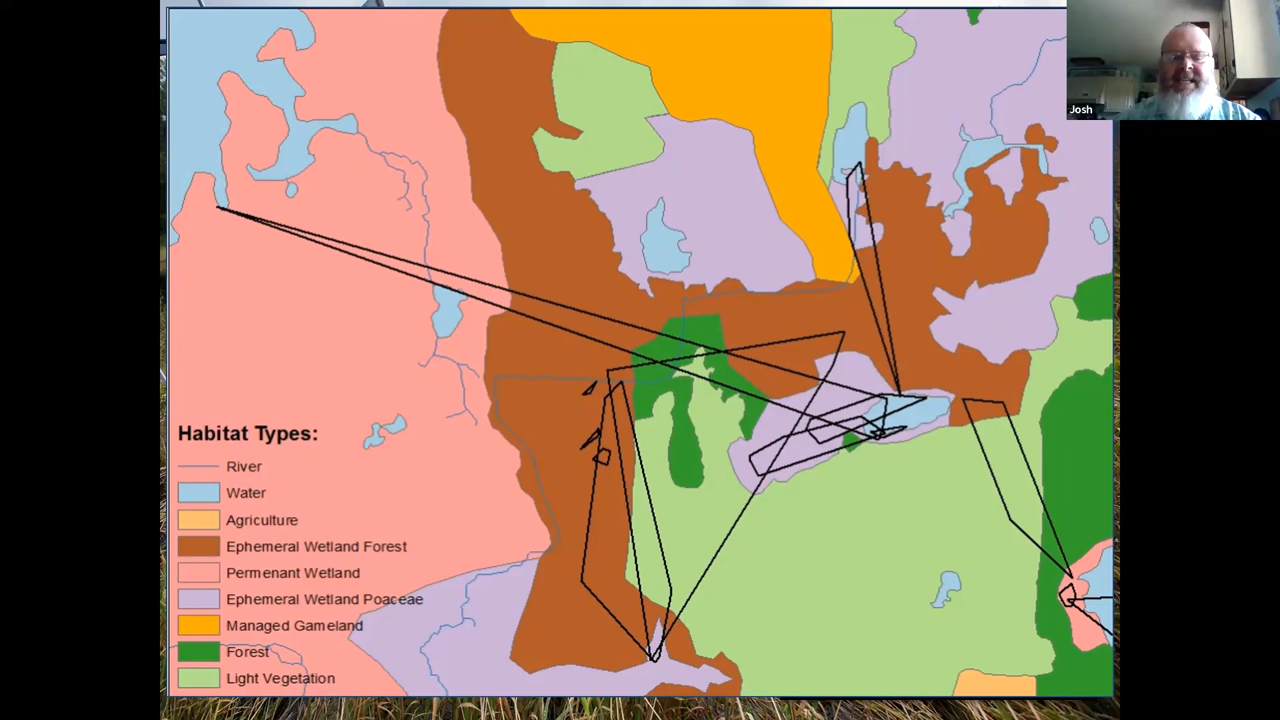 Josh
Habitat Types:
River
Water
Agriculture
Ephemeral Wetland Forest
Permenant Wetland
Ephemeral Wetland Poaceae
Managed Gameland
Forest
Light Vegetation